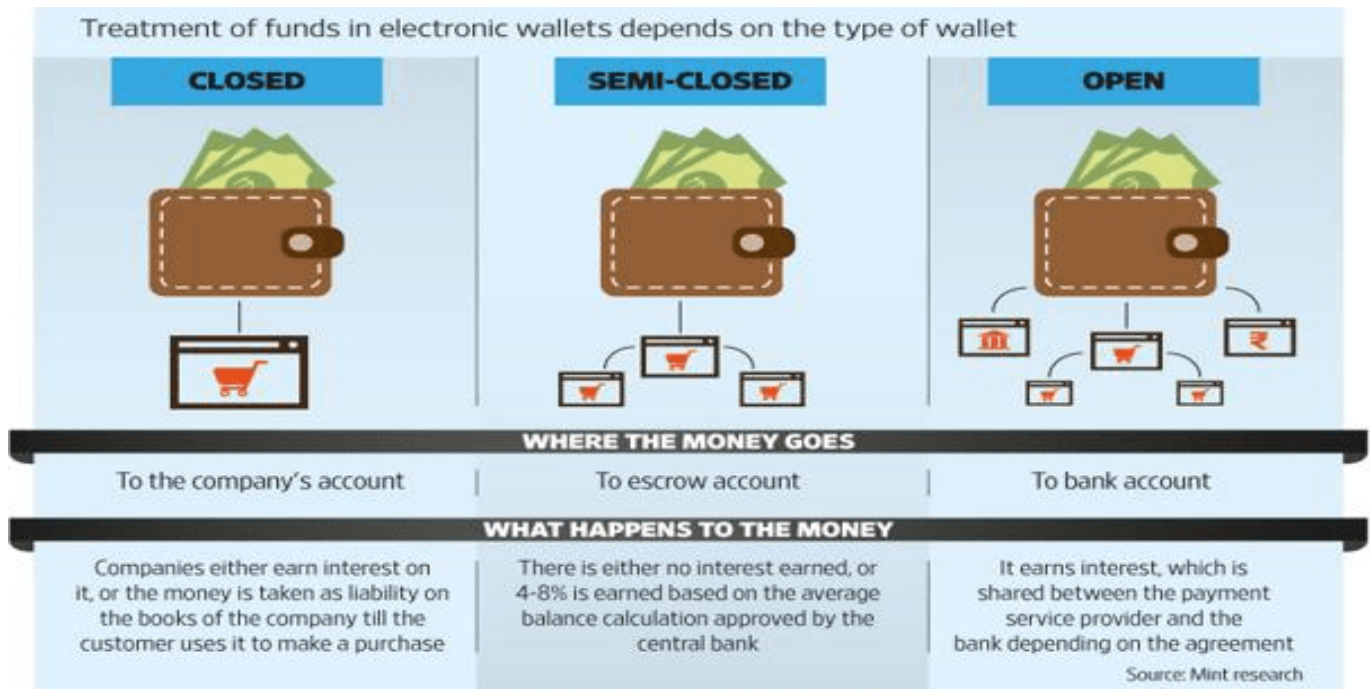 Treatment of funds in electronic wallets depends on the type of wallet
CLOSED
SEMI-CLOSED
OPEN
₹
WHERE THE MONEY GOES
To the company's account
To escrow account
To bank account
WHAT HAPPENS TO THE MONEY
Companies either earn interest on
it, or the money is taken as liability on
the books of the company till the
customer uses it to make a purchase
There is either no interest earned, or
4-8% is earned based on the average
balance calculation approved by the
central bank
It earns interest, which is
shared between the payment
service provider and the
bank depending on the agreement
Source: Mint research